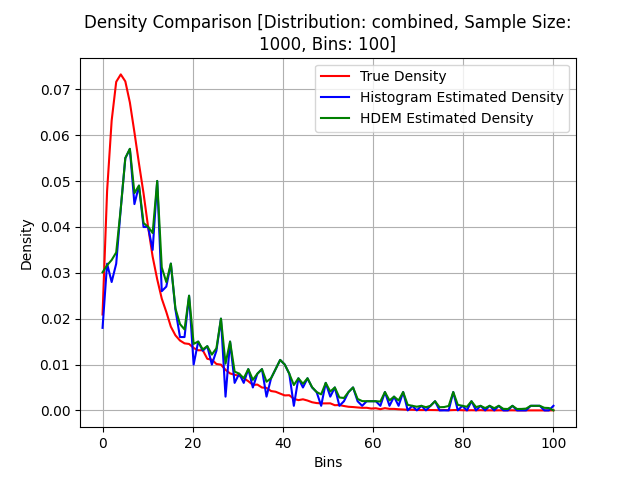 Density Comparison [Distribution: combined, Sample Size:
1000, Bins: 100]
True Density
Histogram Estimated Density
HDEM Estimated Density
Density
0.07
0.06
0.05
0.04
0.03
0.02
0.01
0.00
0 20 40 60 80 100
Bins